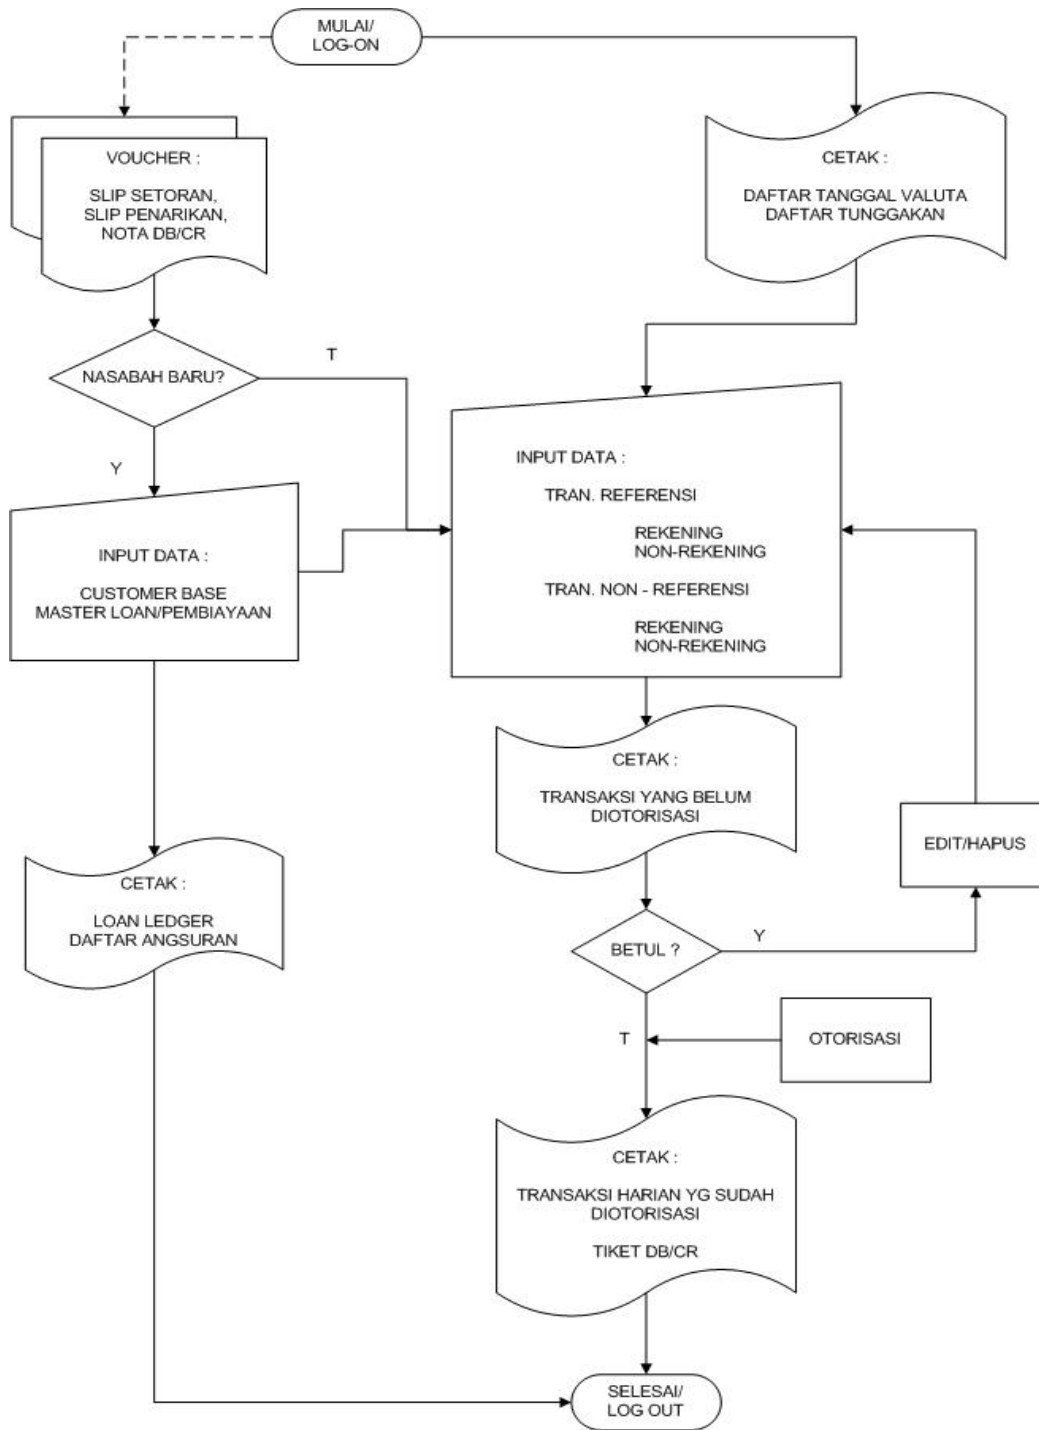 MULAI/
LOG-ON
VOUCHER :
SLIP SETORAN,
SLIP PENARIKAN,
NOTA DB/CR
CETAK :
DAFTAR TANGGAL VALUTA
DAFTAR TUNGGAKAN
NASABAH BARU?
T
Y
INPUT DATA :
CUSTOMER BASE
MASTER LOAN/PEMBIAYAAN
INPUT DATA :
TRAN. REFERENSI
REKENING
NON-REKENING
TRAN. NON - REFERENSI
REKENING
NON-REKENING
CETAK :
TRANSAKSI YANG BELUM
DIOTORISASI
EDIT/HAPUS
CETAK :
LOAN LEDGER
DAFTAR ANGSURAN
BETUL ?
Y
T
OTORISASI
CETAK :
TRANSAKSI HARIAN YG SUDAH
DIOTORISASI
TIKET DB/CR
SELESAI/
LOG OUT